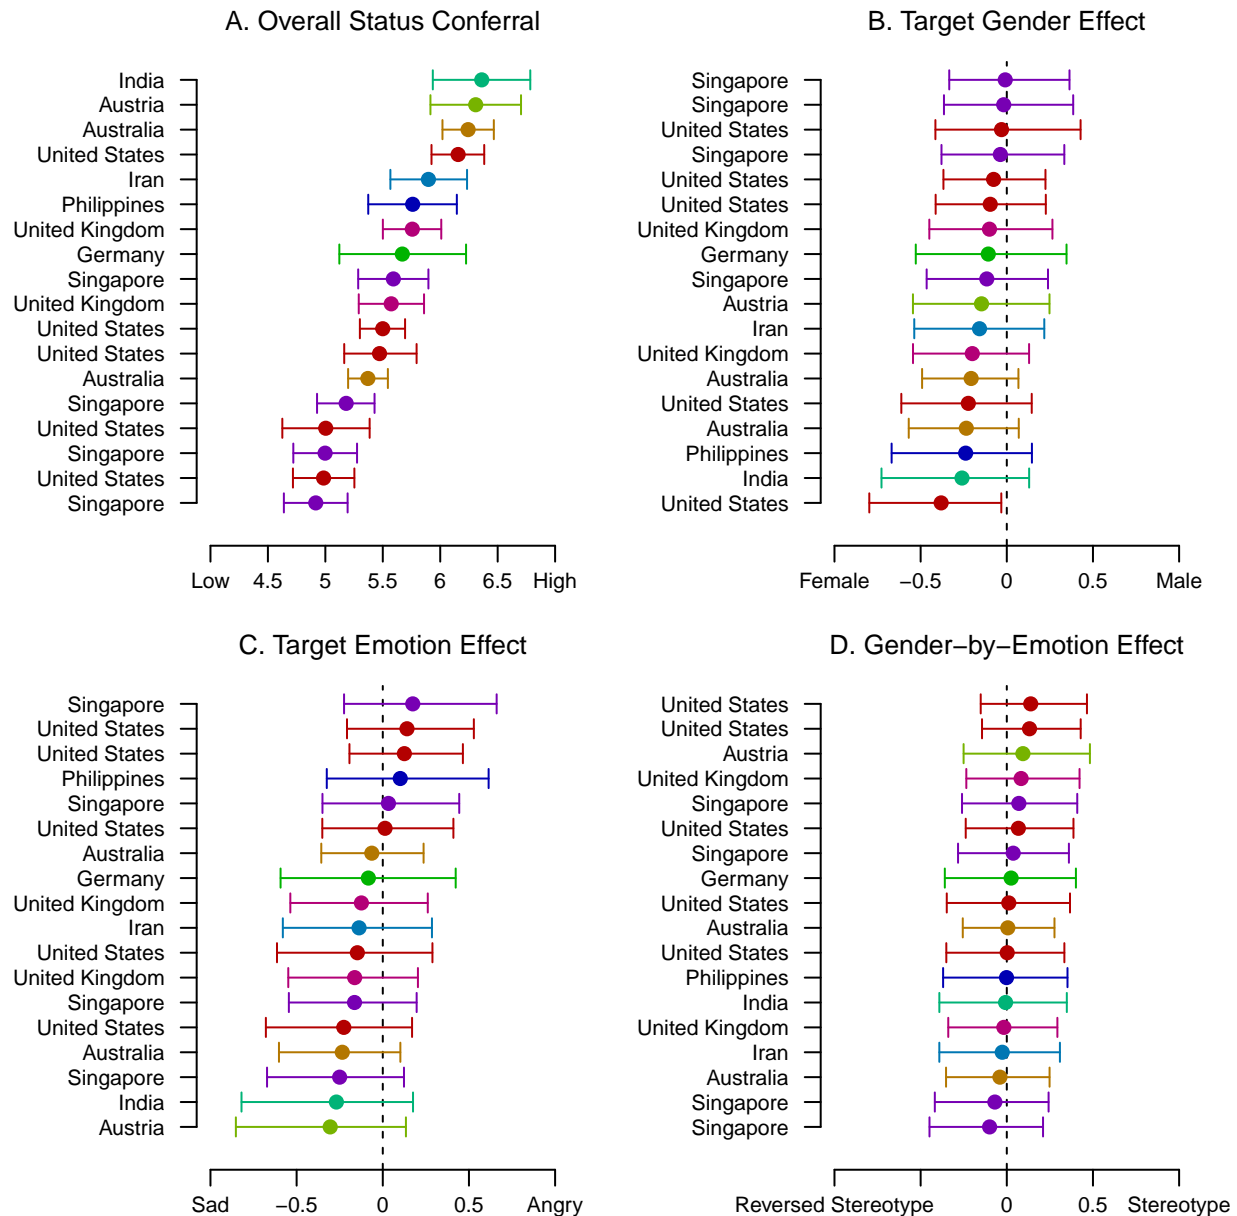 A. Overall Status Conferral
India
Austria
Australia
United States
Iran
Philippines
United Kingdom
Germany
Singapore
United Kingdom
United States
United States
Australia
Singapore
United States
Singapore
United States
Singapore
Low 4.5 5 5.5 6 6.5 High
B. Target Gender Effect
Singapore
Singapore
United States
Singapore
United States
United States
United Kingdom
Germany
Singapore
Austria
Iran
United Kingdom
Australia
United States
Australia
Philippines
India
United States
Female −0.5 0 0.5 Male
C. Target Emotion Effect
Singapore
United States
United States
Philippines
Singapore
United States
Australia
Germany
United Kingdom
Iran
United States
United Kingdom
Singapore
United States
Australia
Singapore
India
Austria
Sad −0.5 0 0.5 Angry
D. Gender−by−Emotion Effect
United States
United States
Austria
United Kingdom
Singapore
United States
Singapore
Germany
United States
Australia
United States
Philippines
India
United Kingdom
Iran
Australia
Singapore
Singapore
Reversed Stereotype 0 0.5 Stereotype